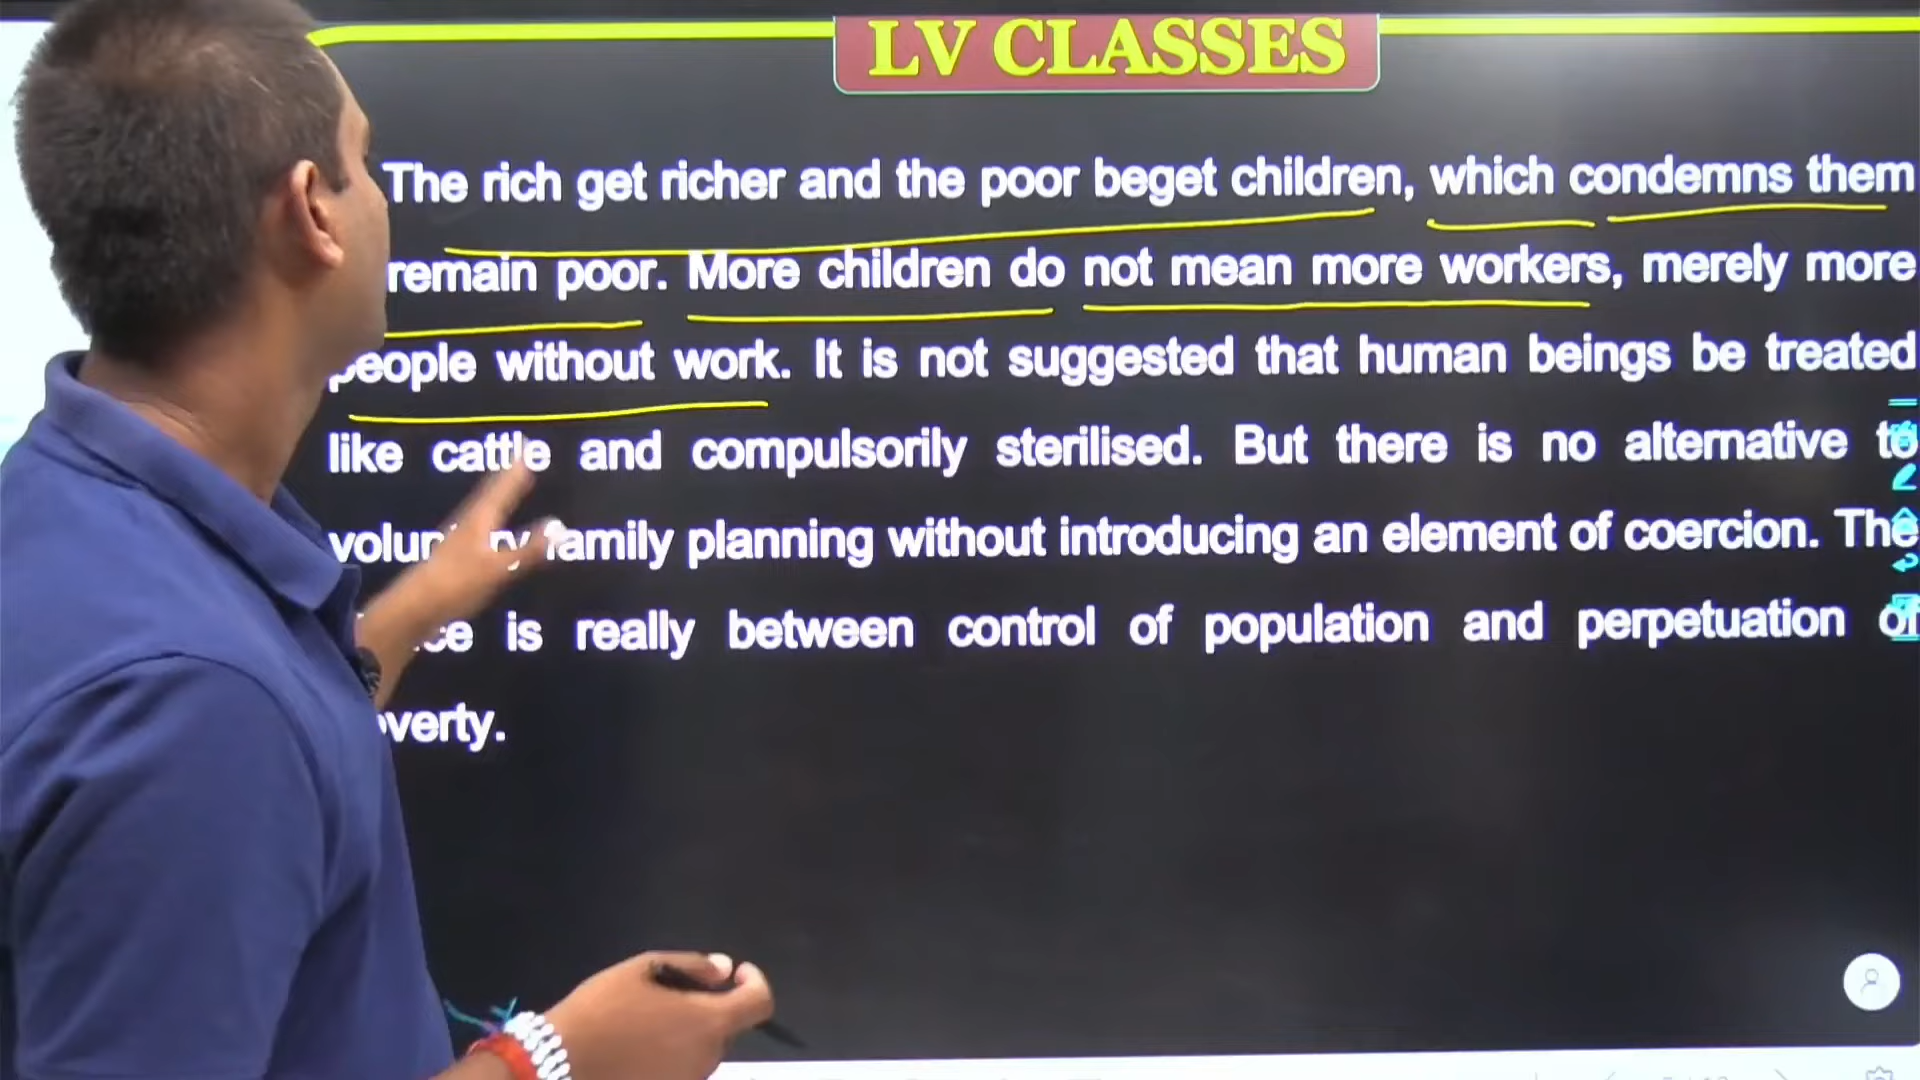 LV CLASSES
The rich get richer and the poor beget children, which condemns them
remain poor. More children do not mean more workers, merely more
people without work. It is not suggested that human beings be treated
like cattle and compulsorily sterilised. But there is no alternative to
family planning without introducing an element of coercion. The
is really between control of population and perpetuation of